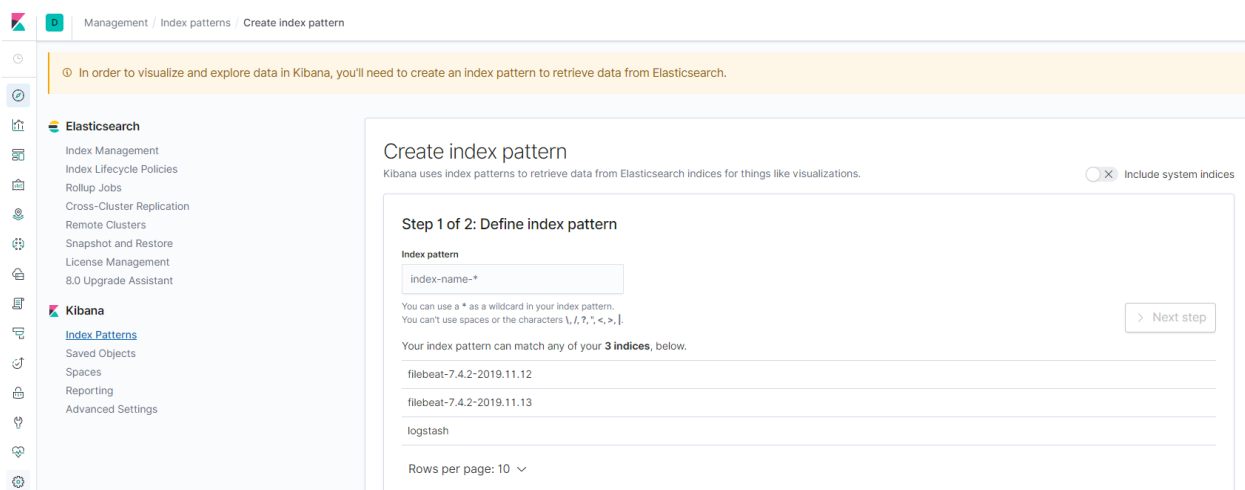 D Management / Index patterns / Create index pattern
In order to visualize and explore data in Kibana, you'll need to create an index pattern to retrieve data from Elasticsearch.
Elasticsearch
Index Management
Index Lifecycle Policies
Rollup Jobs
Cross-Cluster Replication
Remote Clusters
Snapshot and Restore
License Management
8.0 Upgrade Assistant
Kibana
Index Patterns
Saved Objects
Spaces
Reporting
Advanced Settings
Create index pattern
Kibana uses index patterns to retrieve data from Elasticsearch indices for things like visualizations.
Include system indices
Step 1 of 2: Define index pattern
Index pattern
index-name-*
You can use a * as a wildcard in your index pattern.
You can't use spaces or the characters \, /, ?, ", <, >, |.
Next step
Your index pattern can match any of your 3 indices, below.
filebeat-7.4.2-2019.11.12
filebeat-7.4.2-2019.11.13
logstash
Rows per page: 10